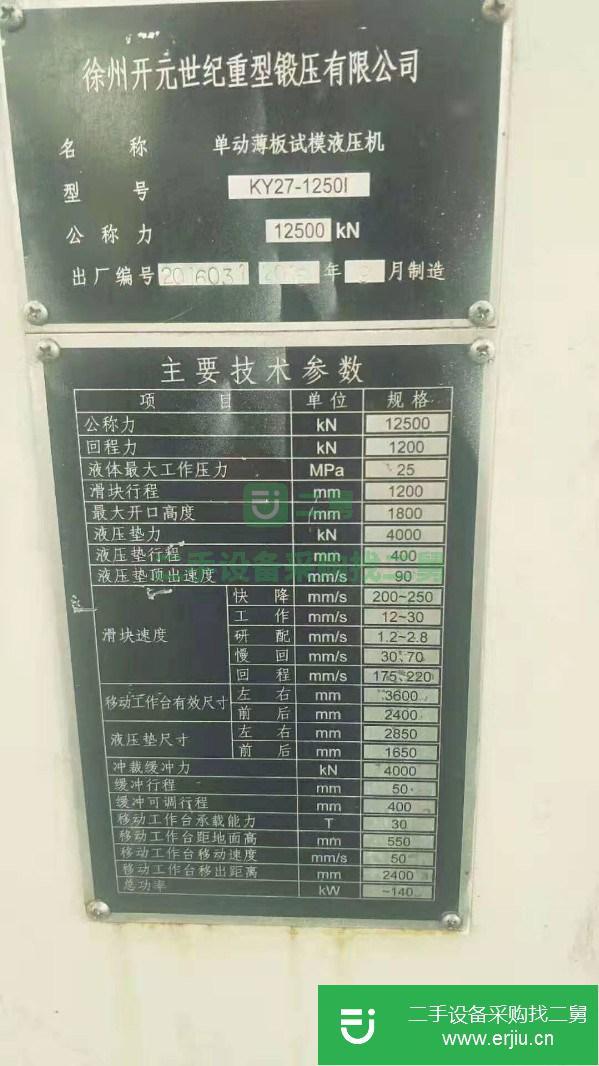 徐州开元世纪重型锻压有限公司
名 称 单动薄板试模液压机
型 号 KY27-1250I
公称力 12500 kN
出厂编号 2016031 年 月制造
主要技术参数
项 目 单位 规格
公称力 kN 12500
回程力 kN 1200
液体最大工作压力 MPa 25
滑块行程 mm 1200
最大开口高度 mm 1800
液压垫力 kN 4000
液压垫行程 mm 400
液压垫顶出速度 mm/s 90
滑块速度 快 降 mm/s 200~250
工 作 mm/s 12~30
研 配 mm/s 1.2~2.8
慢 回 mm/s 30、70
回 程 mm/s 175、220
移动工作台有效尺寸 左 右 mm 3600
前 后 mm 2400
液压垫尺寸 左 右 mm 2850
前 后 mm 1650
冲裁缓冲力 kN 4000
缓冲行程 mm 50
缓冲可调行程 mm 400
移动工作台承载能力 T 30
移动工作台距地面高 mm 550
移动工作台移动速度 mm/s 50
移动工作台移出距离 mm 2400
总功率 kW ~140
二舅
二手设备采购找二舅
二手设备采购找二舅
www.erjiu.cn